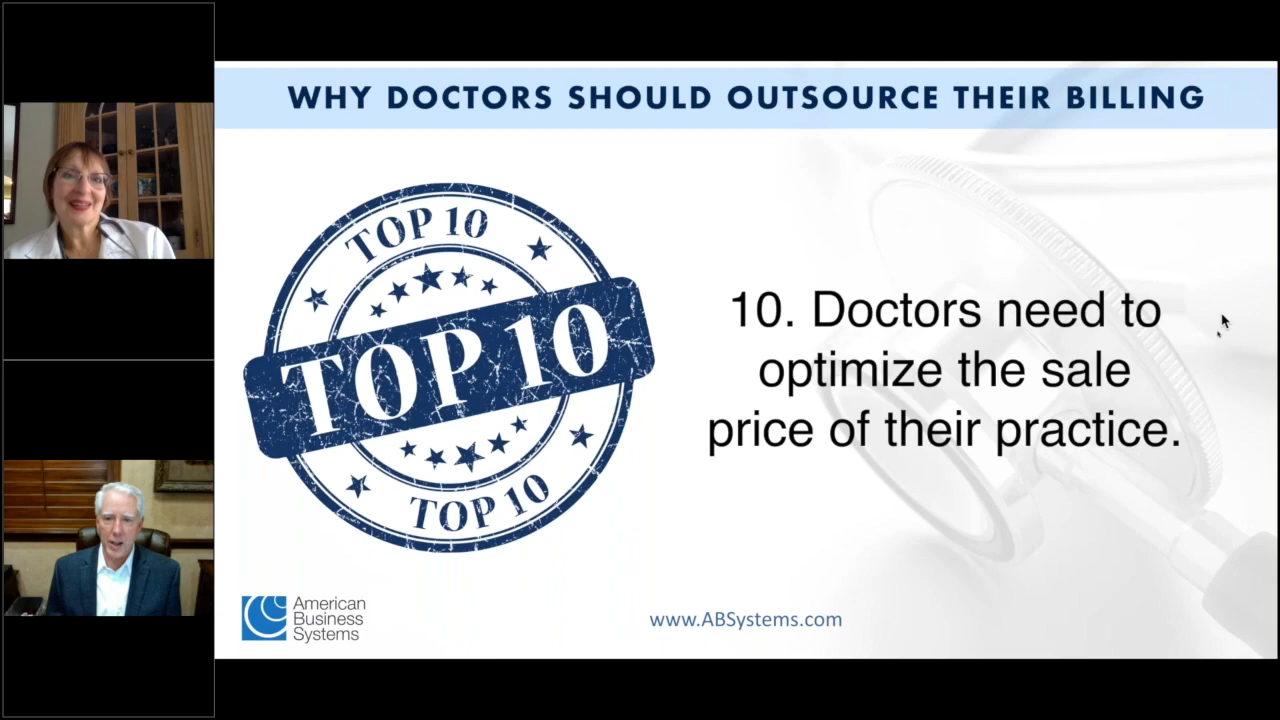 WHY DOCTORS SHOULD OUTSOURCE THEIR BILLING
TOP 10
TOP 10
TOP 10
10. Doctors need to
optimize the sale
price of their practice.
American
Business
Systems
www.ABSystems.com